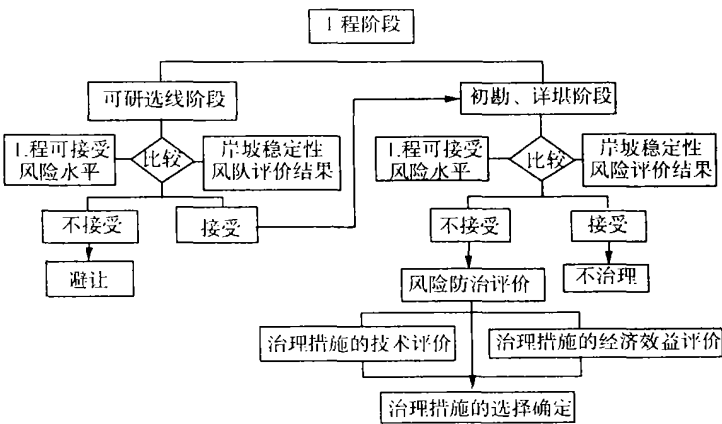 工程阶段
可研选线阶段
初勘、详堪阶段
工程可接受
风险水平
比较
岸坡稳定性
风队评价结果
工程可接受
风险水平
比较
岸坡稳定性
风险评价结果
不接受
接受
不接受
接受
避让
风险防治评价
不治理
治理措施的技术评价
治理措施的经济效益评价
治理措施的选择确定